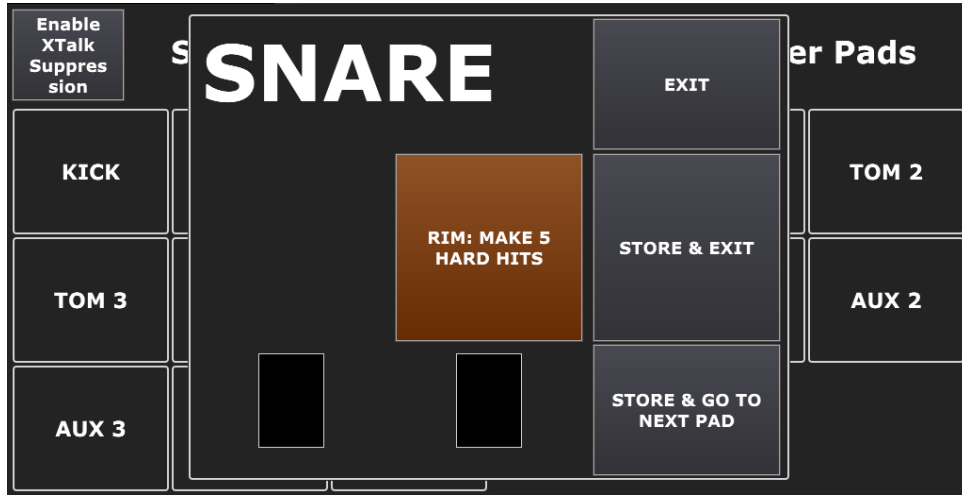 Enable
XTalk
Suppres
sion
S
SNARE
er Pads
EXIT
KICK
TOM 2
RIM: MAKE 5
HARD HITS
STORE & EXIT
TOM 3
AUX 2
STORE & GO TO
NEXT PAD
AUX 3